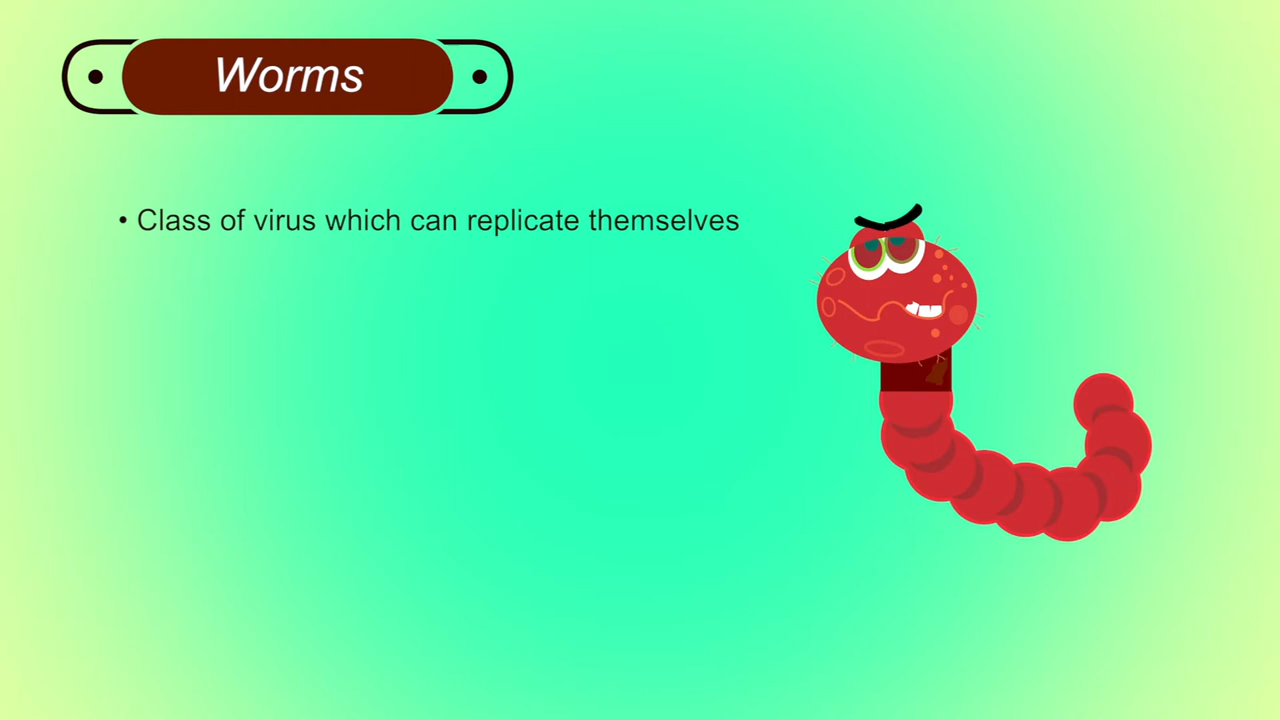 Worms
• Class of virus which can replicate themselves